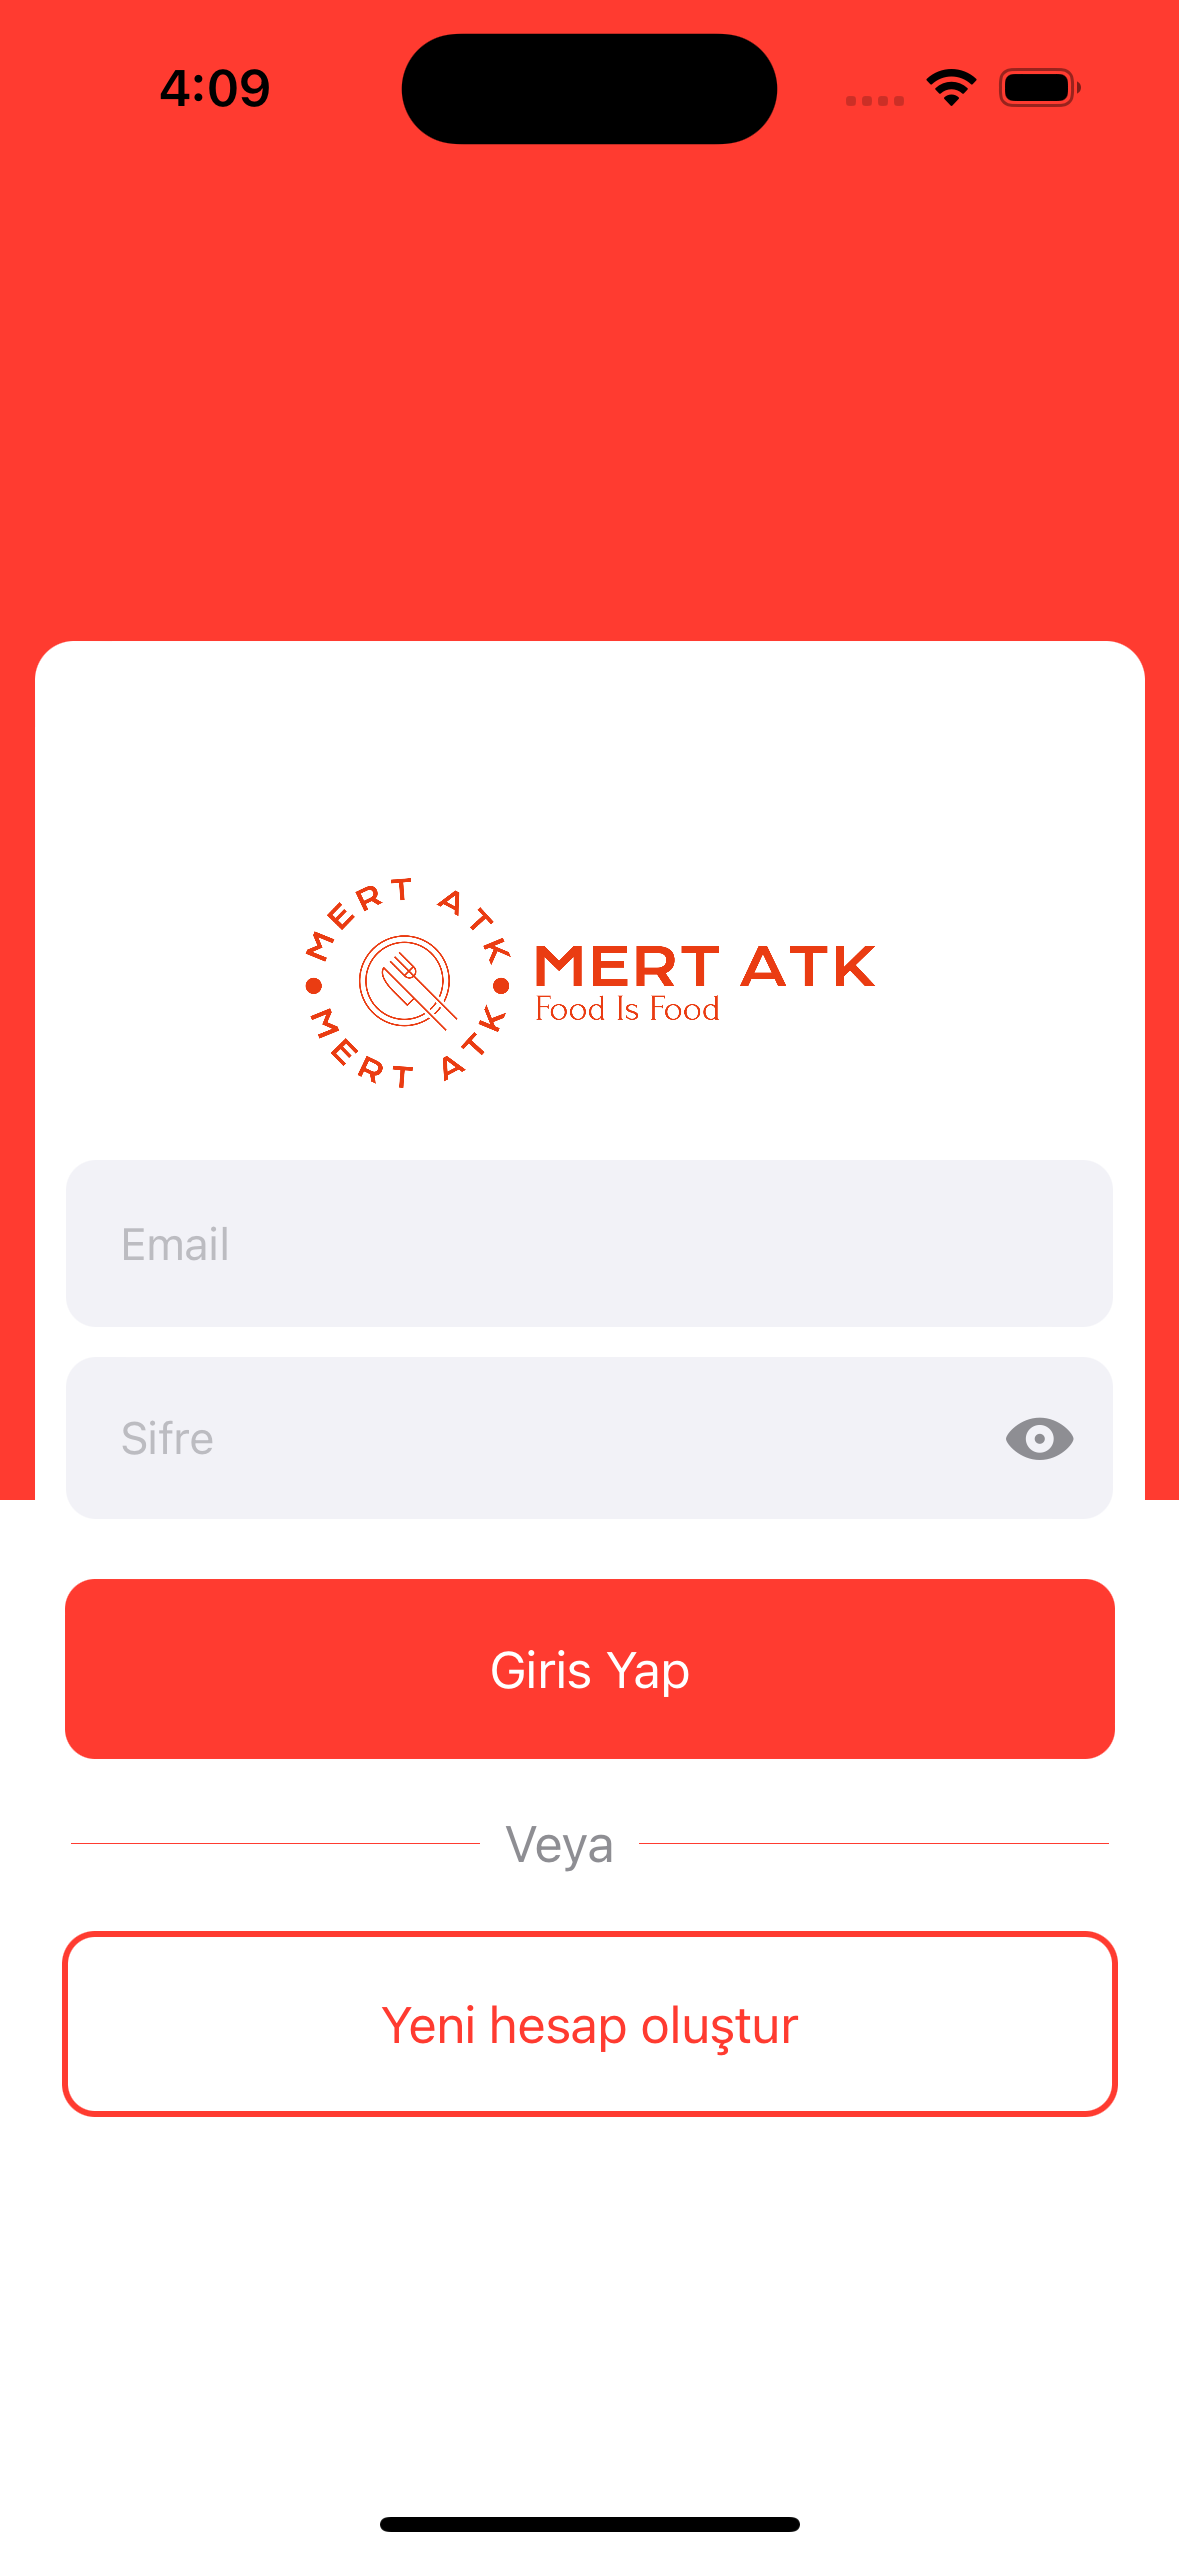 4:09
MERT ATK
MERT ATK
Food Is Food
MERT ATK
Email
Sifre
Giris Yap
Veya
Yeni hesap oluştur